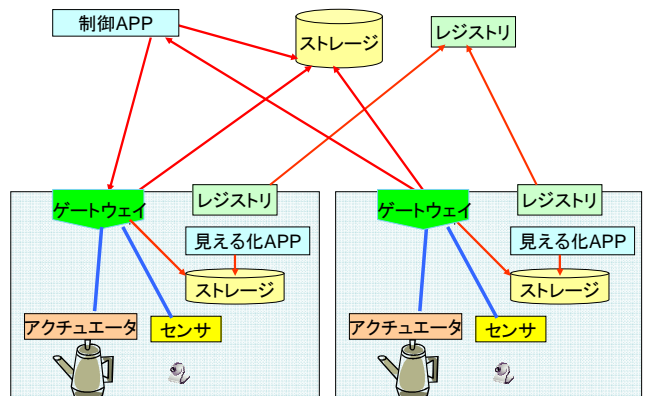 制御APP
ストレージ
レジストリ
ゲートウェイ
レジストリ
見える化APP
ストレージ
アクチュエータ
センサ
ゲートウェイ
レジストリ
見える化APP
ストレージ
アクチュエータ
センサ